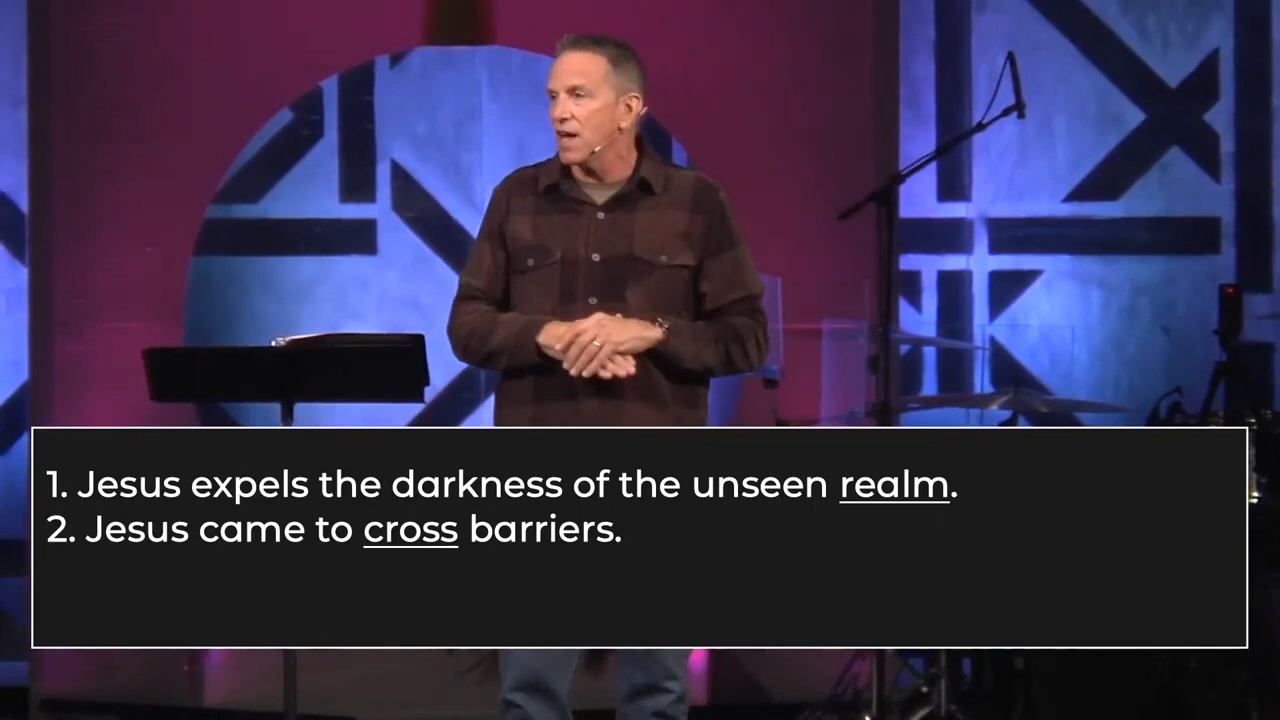 1. Jesus expels the darkness of the unseen realm.
2. Jesus came to cross barriers.